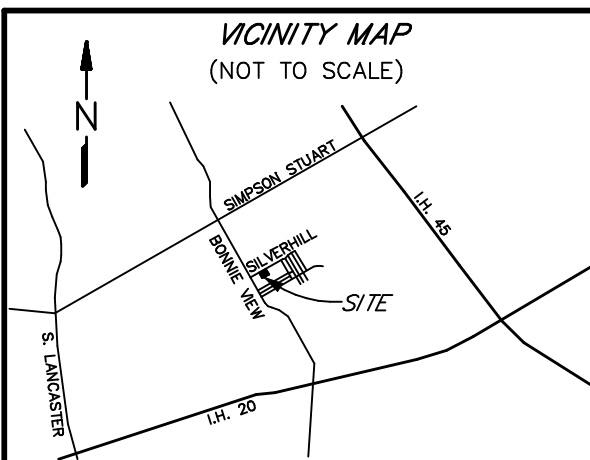 VICINITY MAP
(NOT TO SCALE)
N
SIMPSON STUART
I.H. 45
SILVERHILL
BONNIE VIEW
SITE
S. LANCASTER
I.H. 20